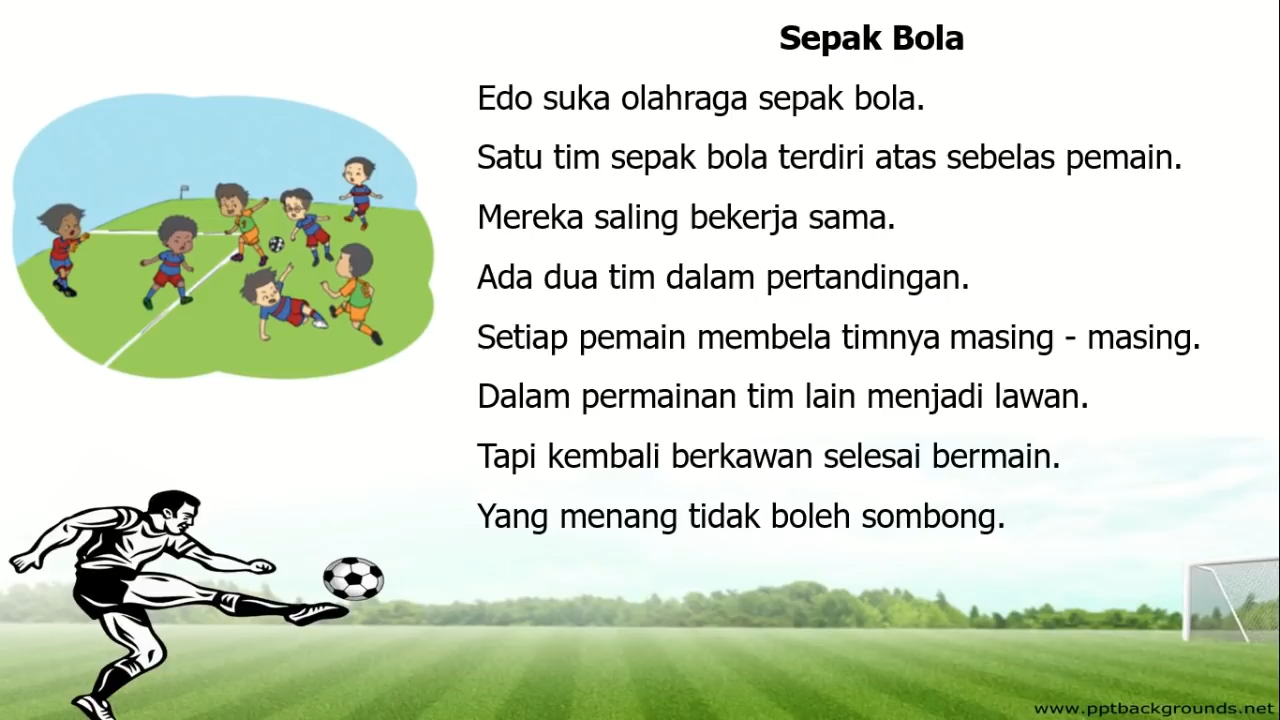 Sepak Bola
Edo suka olahraga sepak bola.
Satu tim sepak bola terdiri atas sebelas pemain.
Mereka saling bekerja sama.
Ada dua tim dalam pertandingan.
Setiap pemain membela timnya masing - masing.
Dalam permainan tim lain menjadi lawan.
Tapi kembali berkawan selesai bermain.
Yang menang tidak boleh sombong.
www.pptbackgrounds.net